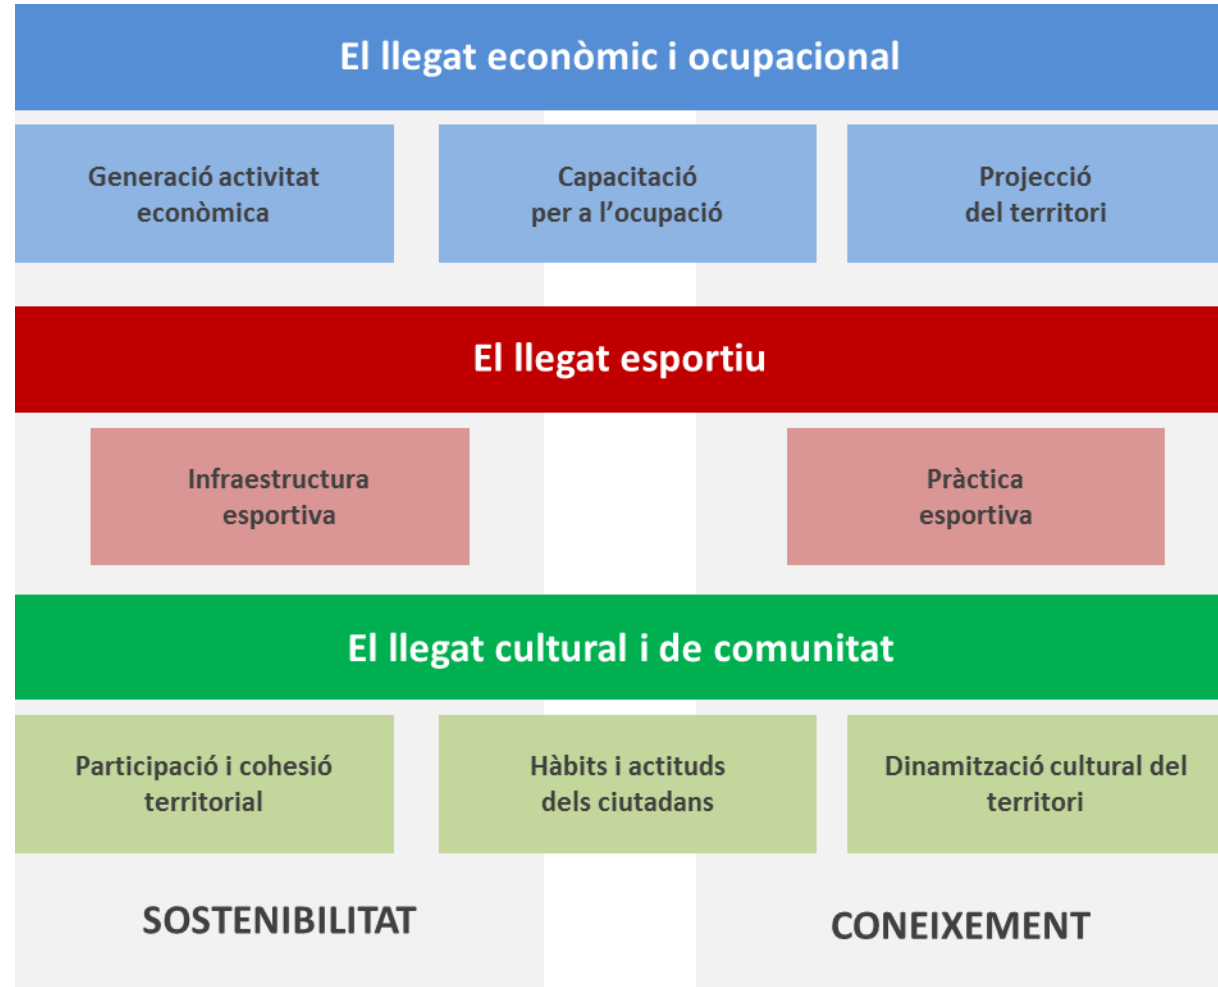 El llegat econòmic i ocupacional
Generació activitat
econòmica
Capacitació
per a l’ocupació
Projecció
del territori
El llegat esportiu
Infraestructura
esportiva
Pràctica
esportiva
El llegat cultural i de comunitat
Participació i cohesió
territorial
Hàbits i actituds
dels ciutadans
Dinamització cultural del
territori
SOSTENIBILITAT
CONEIXEMENT